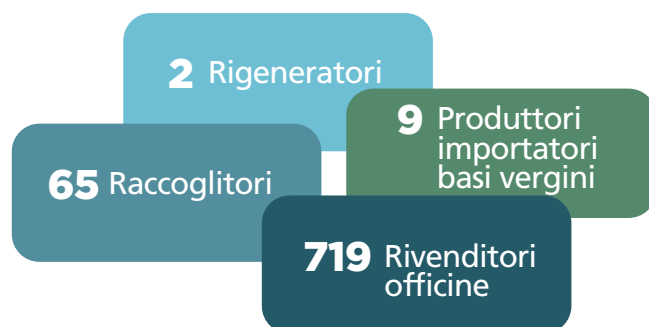 2 Rigeneratori
9 Produttori
importatori
basi vergini
65 Raccoglitori
719 Rivenditori
officine